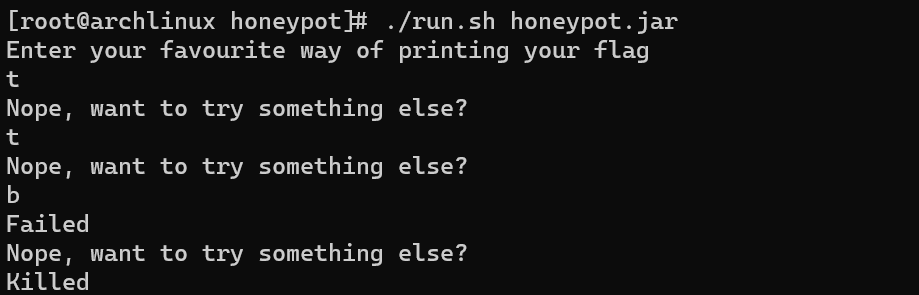 [root@archlinux honeypot]# ./run.sh honeypot.jar
Enter your favourite way of printing your flag
t
Nope, want to try something else?
t
Nope, want to try something else?
b
Failed
Nope, want to try something else?
Killed